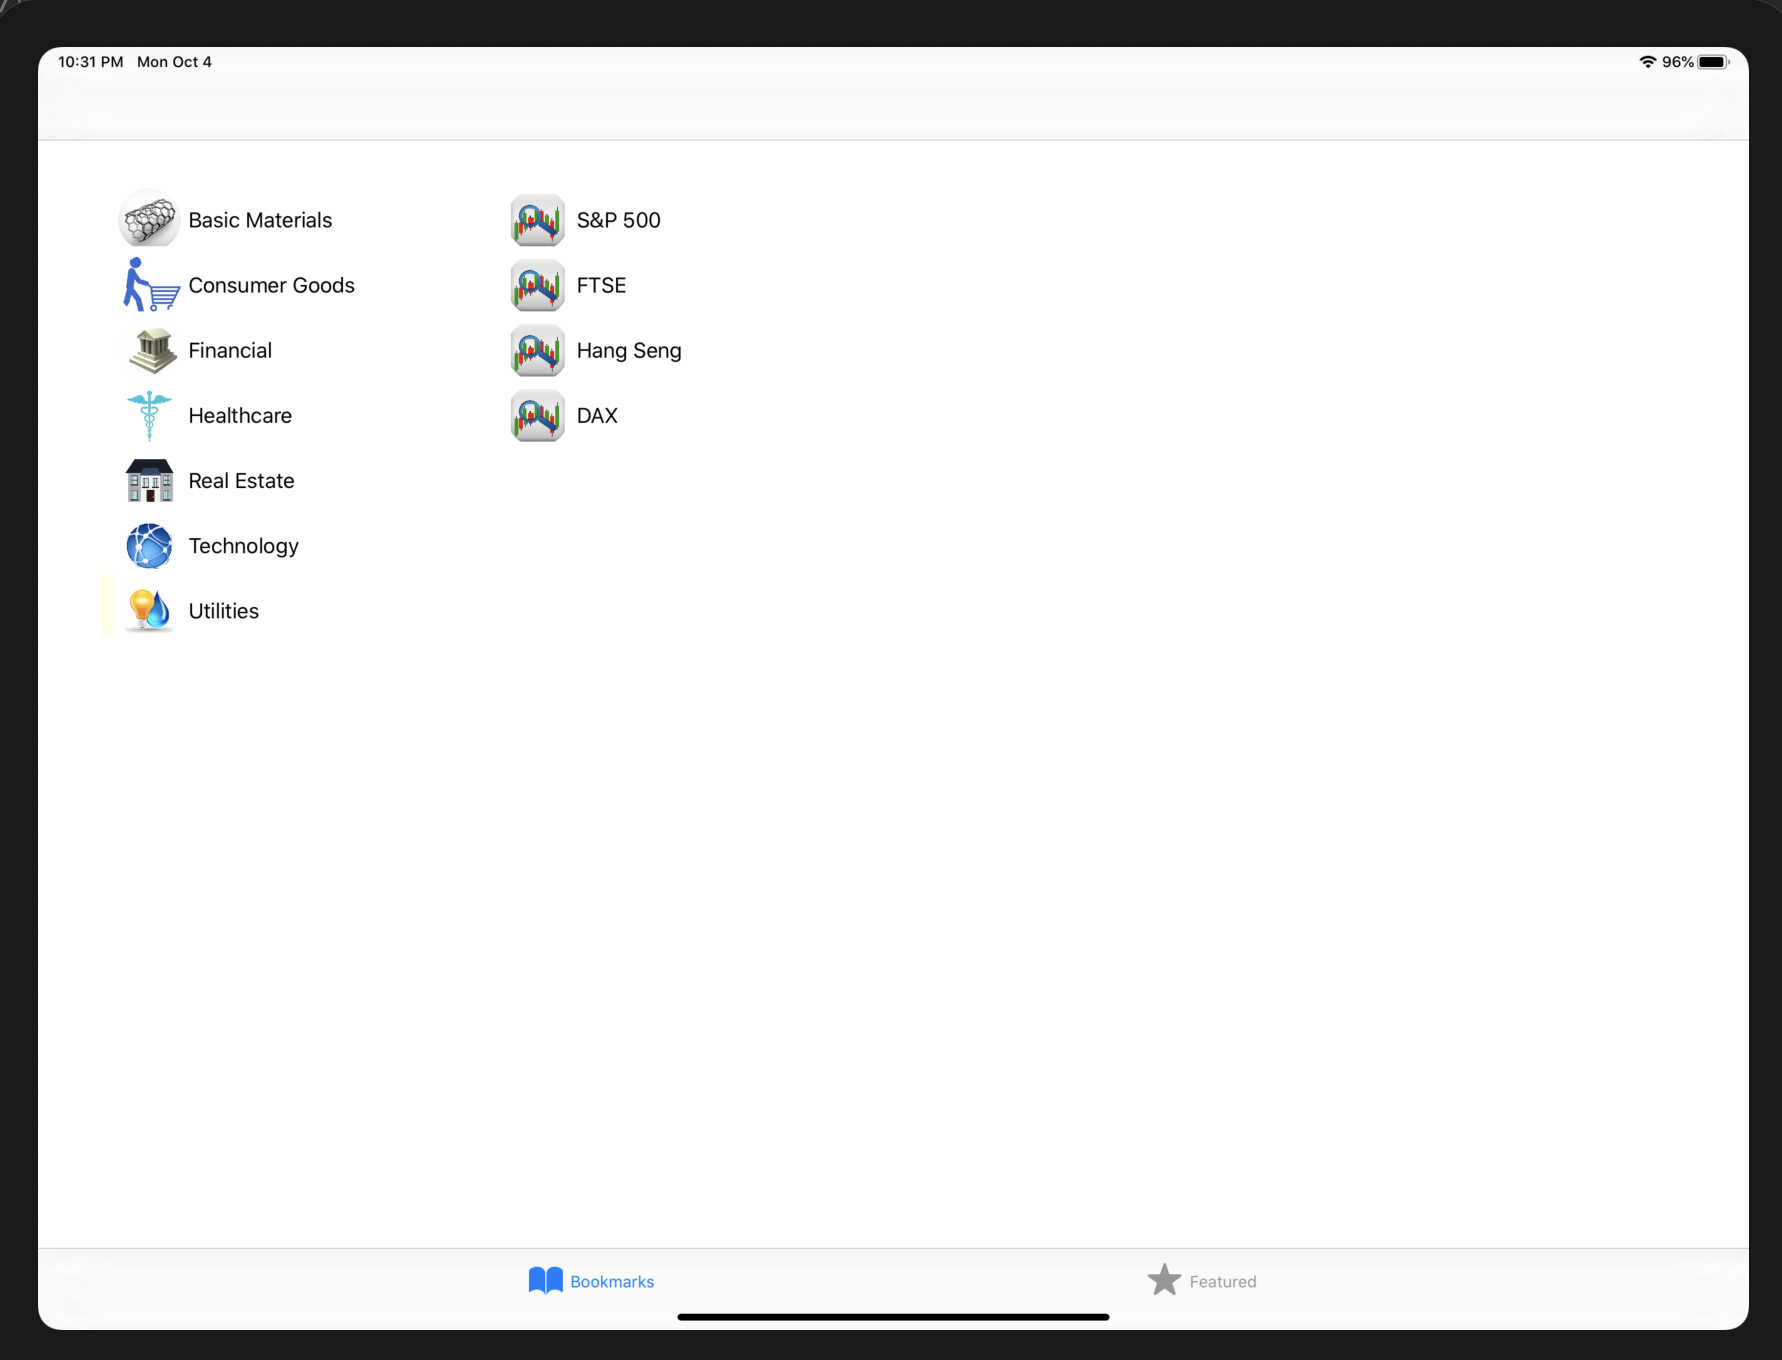 10:31 PM Mon Oct 4
96%
Basic Materials
Consumer Goods
Financial
Healthcare
Real Estate
Technology
Utilities
S&P 500
FTSE
Hang Seng
DAX
Bookmarks
Featured